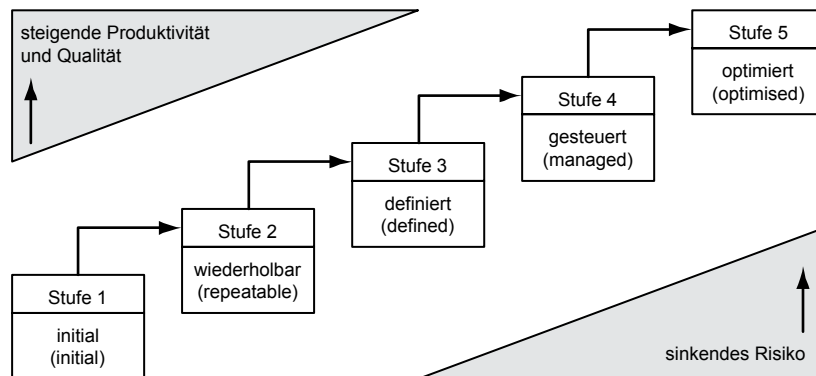 steigende Produktivität
und Qualität
Stufe 5
optimiert
(optimised)
Stufe 4
gesteuert
(managed)
Stufe 3
definiert
(defined)
Stufe 2
wiederholbar
(repeatable)
Stufe 1
initial
(initial)
sinkendes Risiko